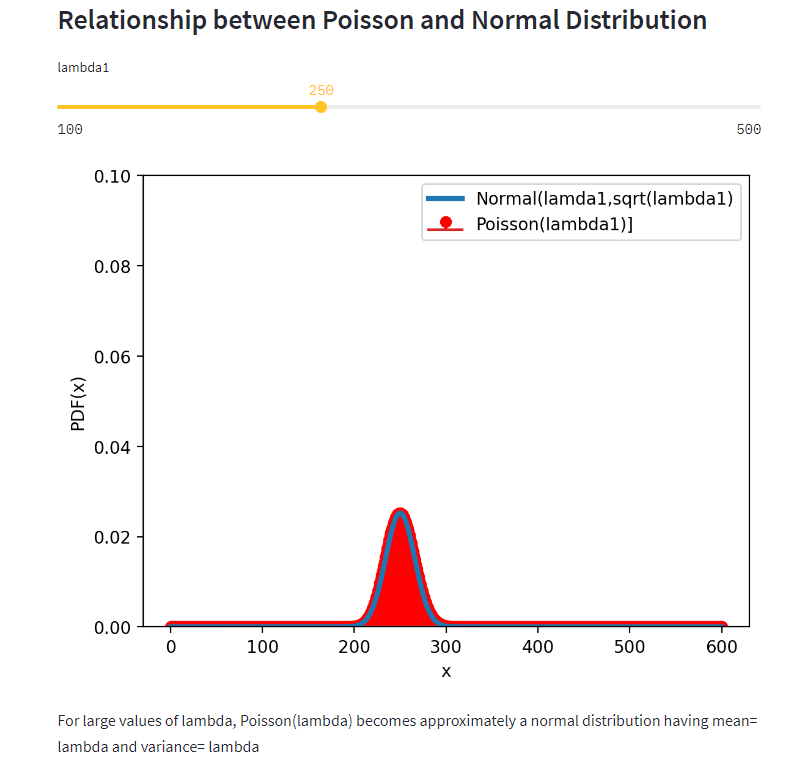 Relationship between Poisson and Normal Distribution
lambda1
250
100 500
0.10
0.08
0.06
0.04
0.02
0.00
PDF(x)
Normal(lamda1,sqrt(lambda1)
Poisson(lambda1)]
0 100 200 300 400 500 600
x
For large values of lambda, Poisson(lambda) becomes approximately a normal distribution having mean=
lambda and variance= lambda